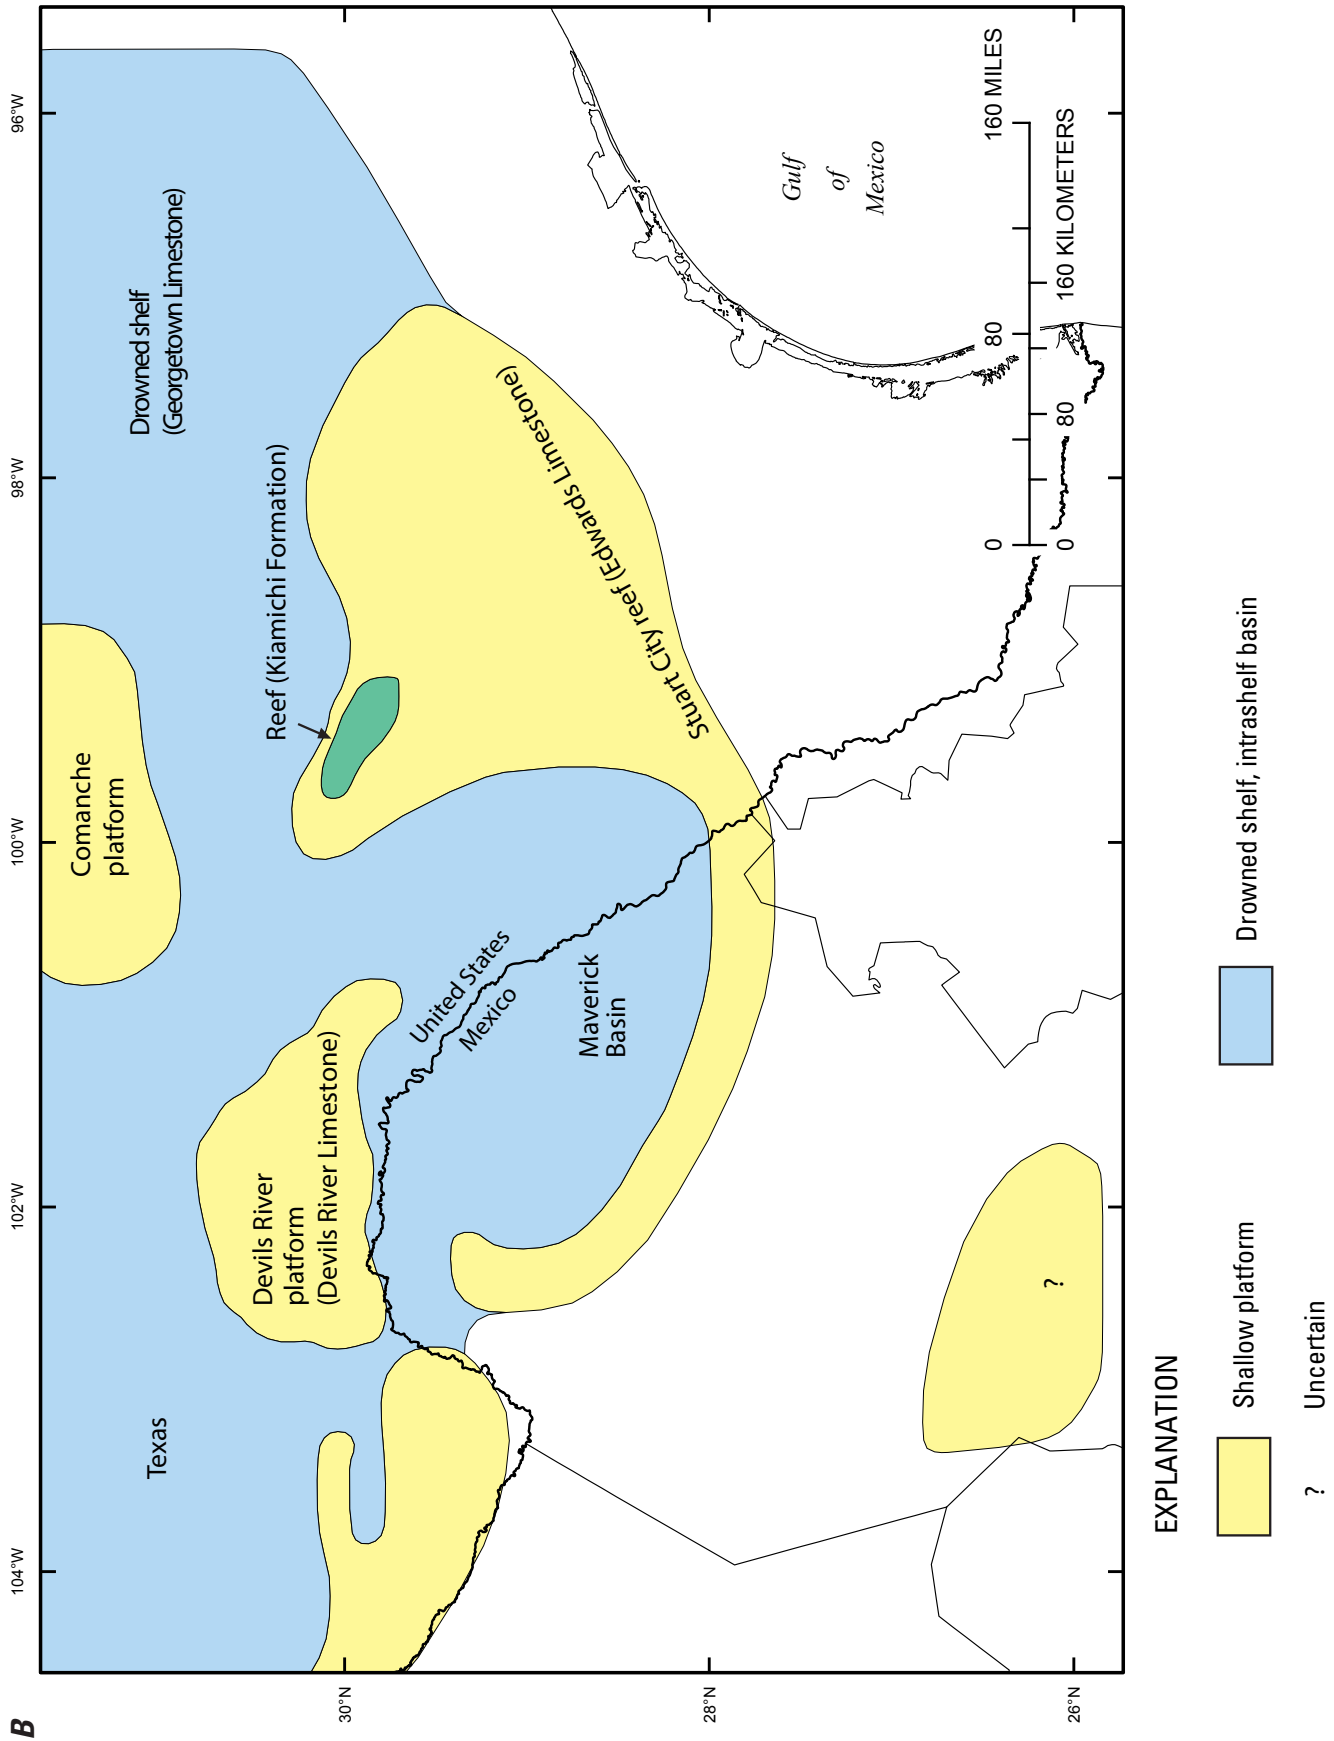 B
104°W
102°W
100°W
98°W
96°W
30°N
28°N
26°N
Texas
Comanche
platform
Drowned shelf
(Georgetown Limestone)
Reef (Kiamichi Formation)
Devils River
platform
(Devils River Limestone)
United States
Mexico
Maverick
Basin
Stuart City reef (Edwards Limestone)
Gulf
of
Mexico
?
0 80 160 MILES
0 80 160 KILOMETERS
EXPLANATION
Shallow platform
Drowned shelf, intrashelf basin
? Uncertain